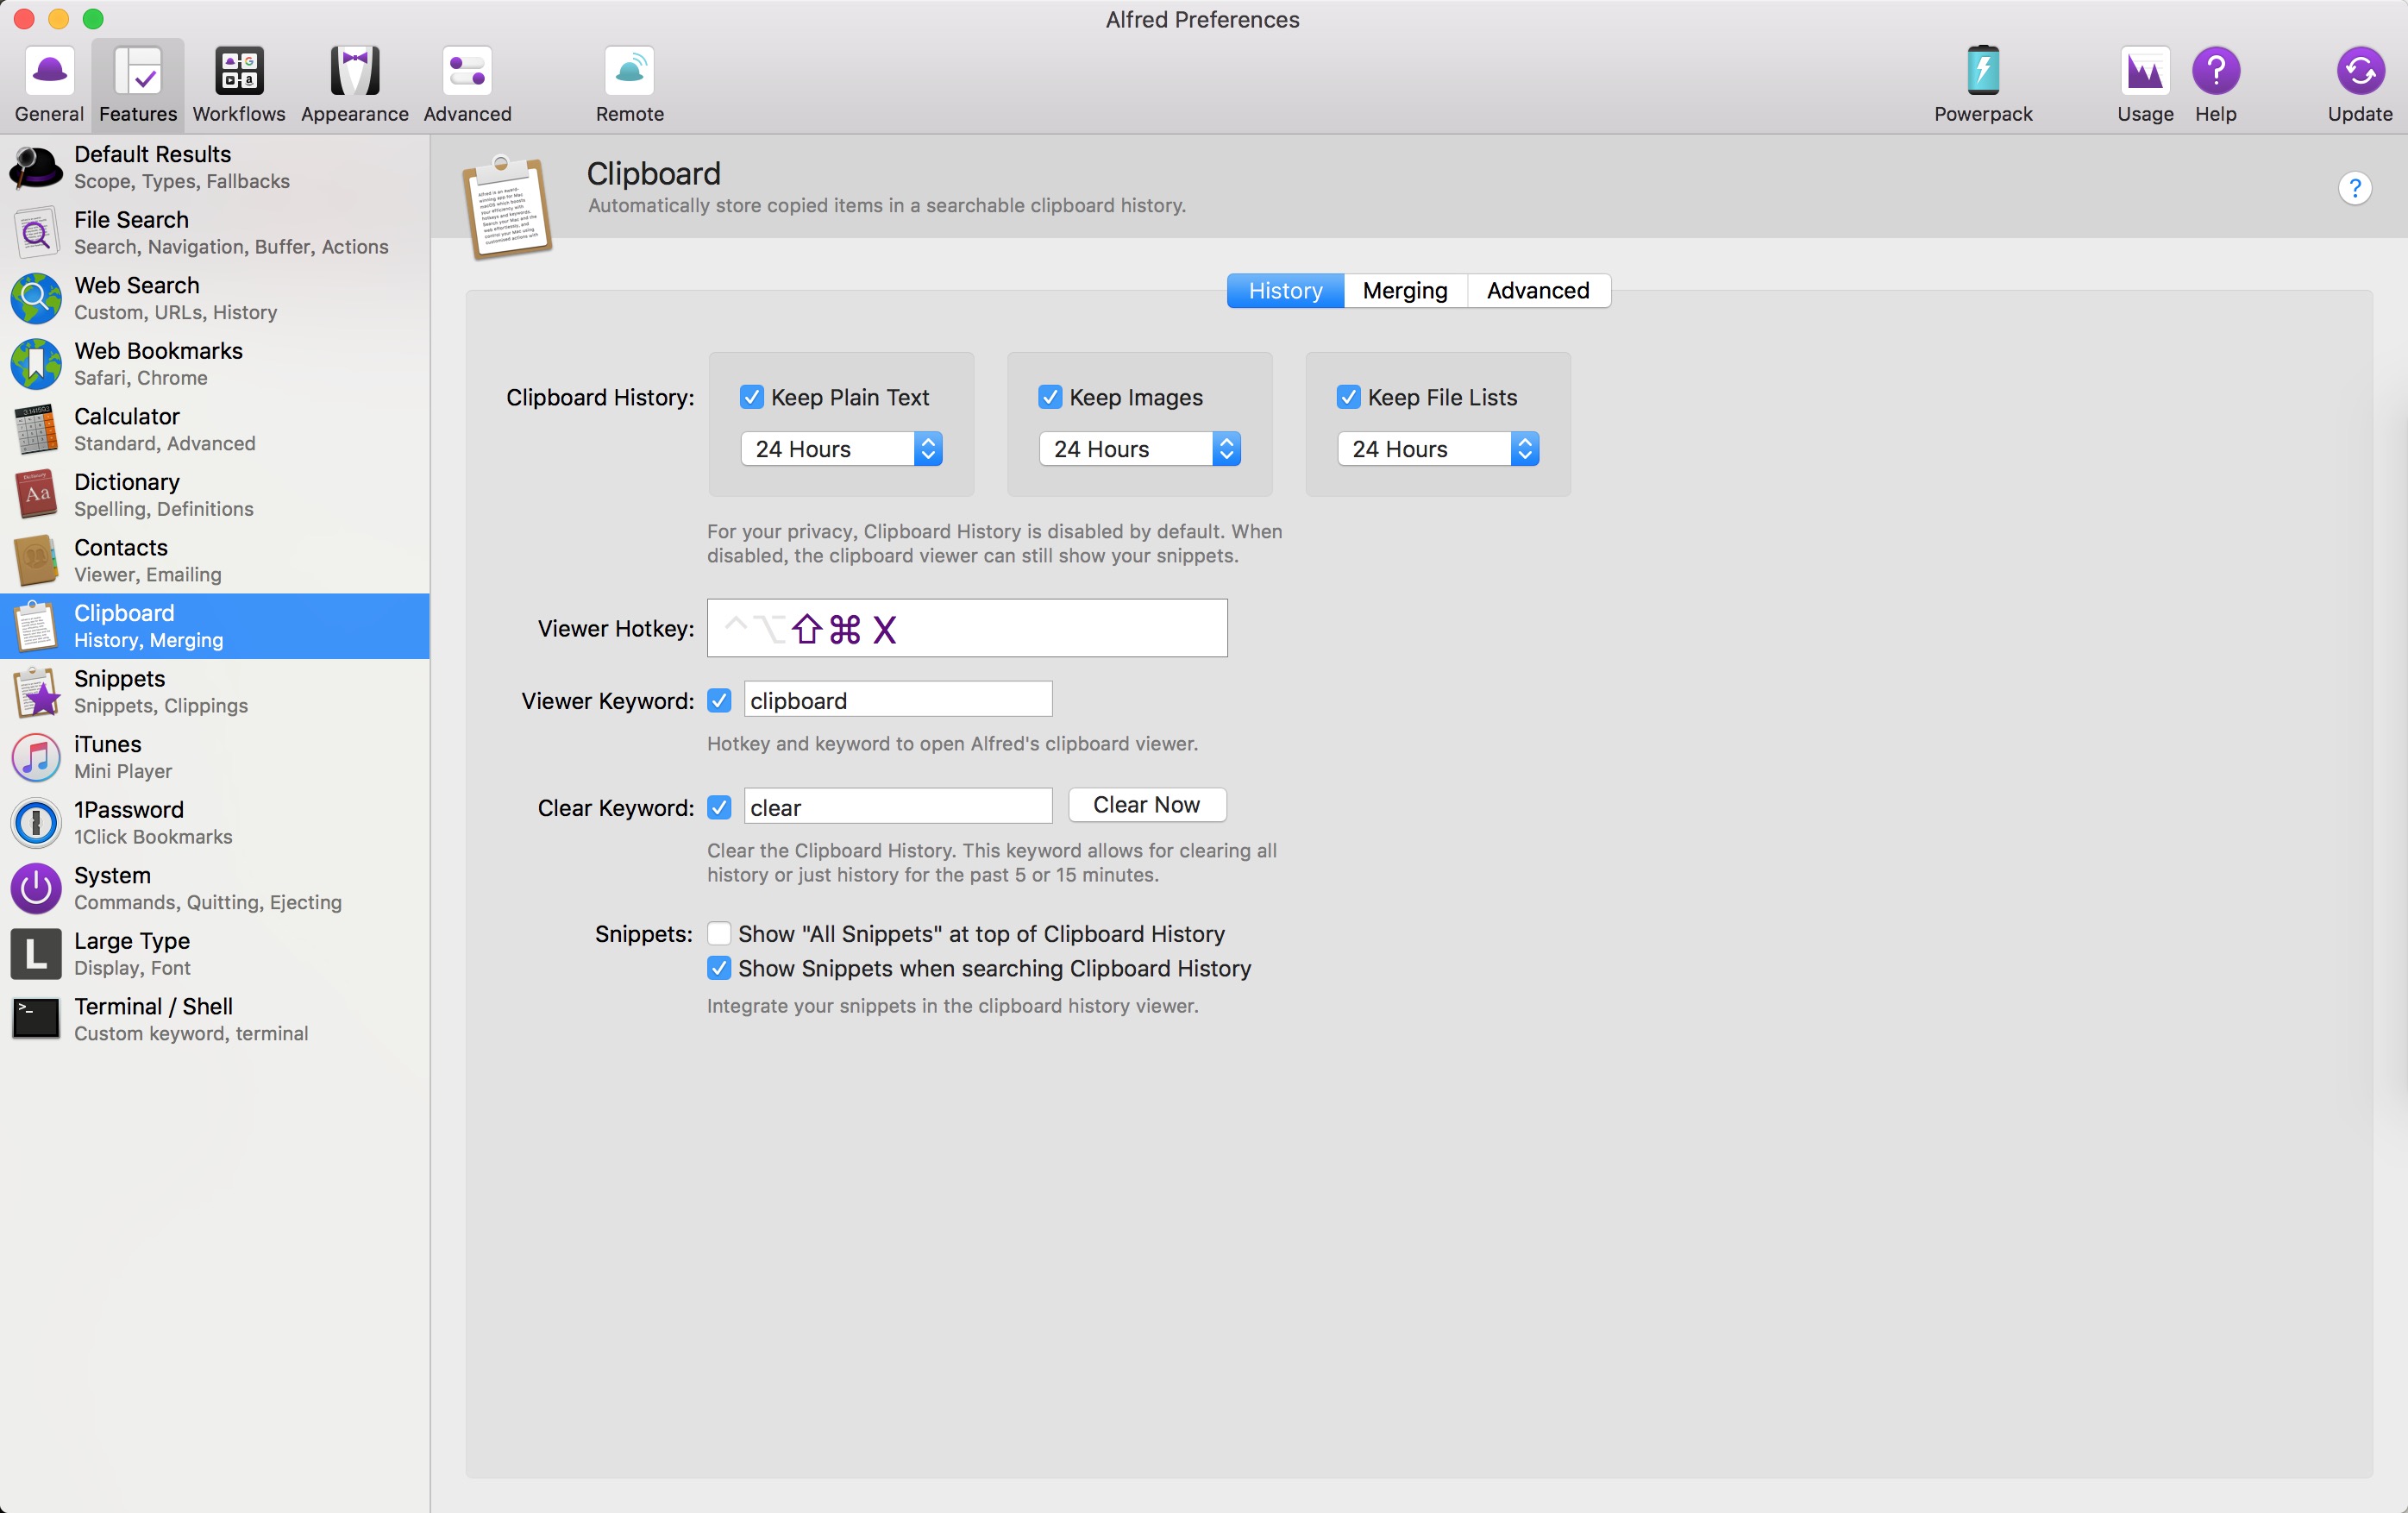 Alfred Preferences
General
Features
Workflows
Appearance
Advanced
Remote
Powerpack
Usage
Help
Update
Default Results
Scope, Types, Fallbacks
File Search
Search, Navigation, Buffer, Actions
Web Search
Custom, URLs, History
Web Bookmarks
Safari, Chrome
Calculator
Standard, Advanced
Dictionary
Spelling, Definitions
Contacts
Viewer, Emailing
Clipboard
History, Merging
Snippets
Snippets, Clippings
iTunes
Mini Player
1Password
1Click Bookmarks
System
Commands, Quitting, Ejecting
L
Large Type
Display, Font
Terminal / Shell
Custom keyword, terminal
Clipboard
Automatically store copied items in a searchable clipboard history.
?
History
Merging
Advanced
Clipboard History:
Keep Plain Text
24 Hours
Keep Images
24 Hours
Keep File Lists
24 Hours
For your privacy, Clipboard History is disabled by default. When
disabled, the clipboard viewer can still show your snippets.
Viewer Hotkey: ⌃⌥⇧⌘ X
Viewer Keyword: clipboard
Hotkey and keyword to open Alfred's clipboard viewer.
Clear Keyword: clear
Clear Now
Clear the Clipboard History. This keyword allows for clearing all
history or just history for the past 5 or 15 minutes.
Snippets: Show "All Snippets" at top of Clipboard History
Show Snippets when searching Clipboard History
Integrate your snippets in the clipboard history viewer.